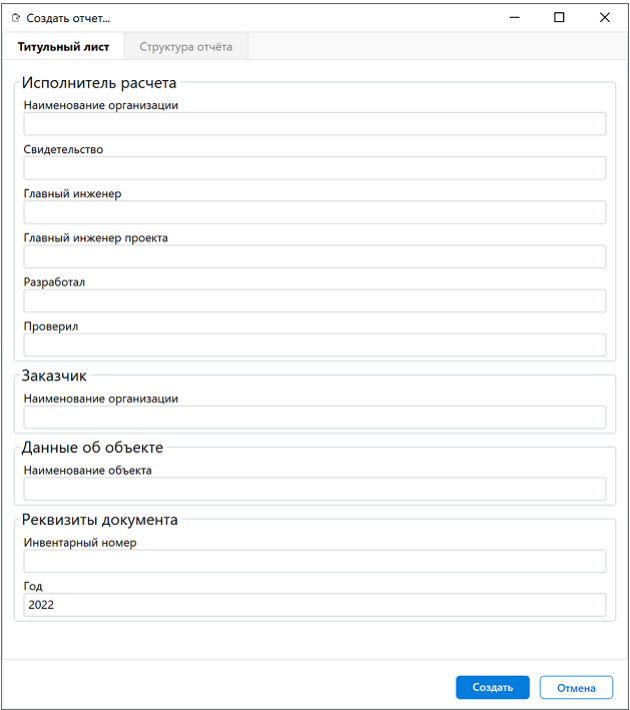 Создать отчет...
Титульный лист
Структура отчёта
Исполнитель расчета
Наименование организации
Свидетельство
Главный инженер
Главный инженер проекта
Разработал
Проверил
Заказчик
Наименование организации
Данные об объекте
Наименование объекта
Реквизиты документа
Инвентарный номер
Год
2022
Создать
Отмена